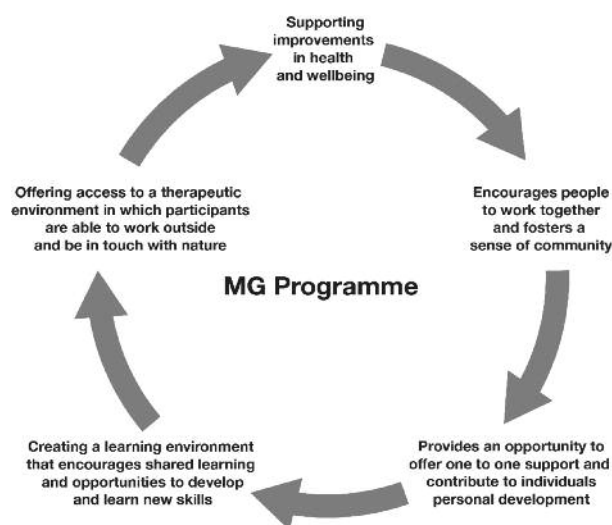 Supporting
improvements
in health
and wellbeing
Encourages people
to work together
and fosters a
sense of community
Provides an opportunity to
offer one to one support and
contribute to individuals
personal development
Creating a learning environment
that encourages shared learning
and opportunities to develop
and learn new skills
Offering access to a therapeutic
environment in which participants
are able to work outside
and be in touch with nature
MG Programme